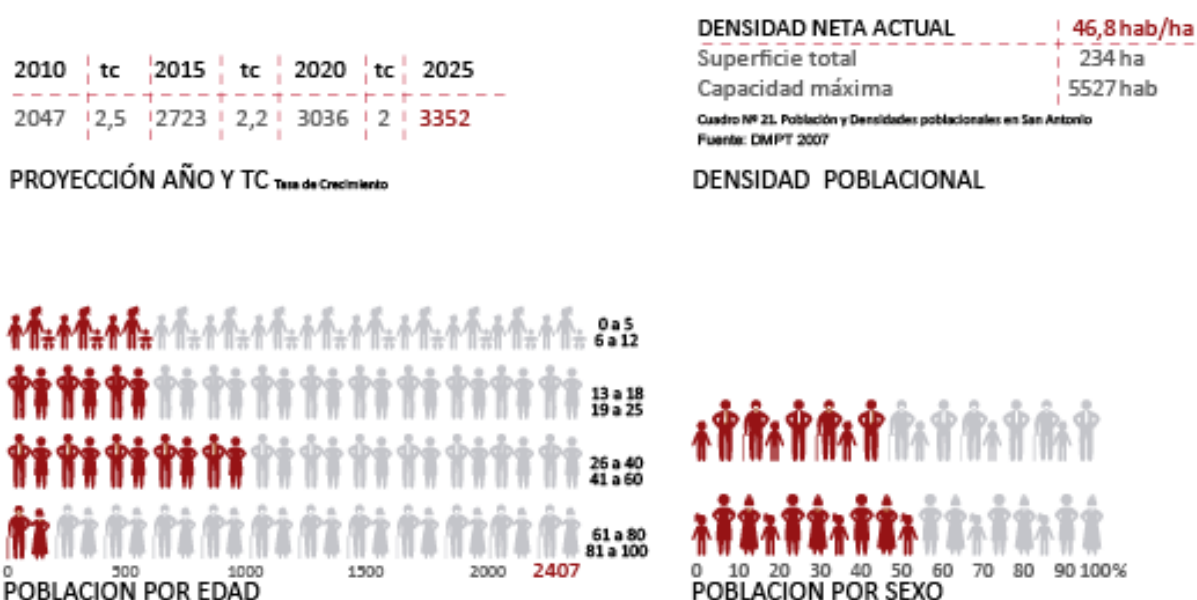 2010 tc 2015 tc 2020 tc 2025
2047 2,5 2723 2,2 3036 2 3352
PROYECCIÓN AÑO Y TC Tasa de Crecimiento
DENSIDAD NETA ACTUAL 46,8 hab/ha
Superficie total 234 ha
Capacidad máxima 5527 hab
Cuadro Nº 21. Población y Densidades poblacionales en San Antonio
Fuente: DMPT 2007
DENSIDAD POBLACIONAL
0 a 5
6 a 12
13 a 18
19 a 25
26 a 40
41 a 60
61 a 80
81 a 100
0 500 1000 1500 2000 2407
POBLACION POR EDAD
0 10 20 30 40 50 60 70 80 90 100%
POBLACION POR SEXO